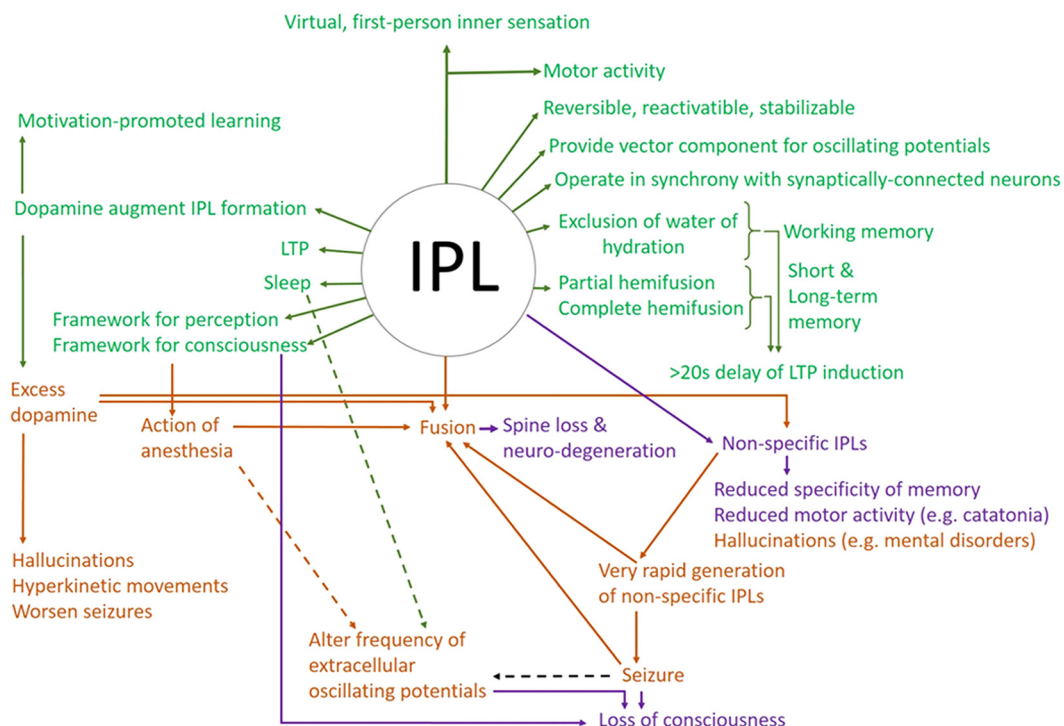 Virtual, first-person inner sensation
Motor activity
Reversible, reactivatible, stabilizable
Motivation-promoted learning
Provide vector component for oscillating potentials
Operate in synchrony with synaptically-connected neurons
Dopamine augment IPL formation
Exclusion of water of
hydration
Working memory
LTP
IPL
Sleep
Partial hemifusion
Complete hemifusion
Short &
Long-term
memory
Framework for perception
Framework for consciousness
>20s delay of LTP induction
Excess
dopamine
Action of
anesthesia
Fusion
Spine loss &
neuro-degeneration
Non-specific IPLs
Reduced specificity of memory
Reduced motor activity (e.g. catatonia)
Hallucinations (e.g. mental disorders)
Hallucinations
Hyperkinetic movements
Worsen seizures
Very rapid generation
of non-specific IPLs
Alter frequency of
extracellular
oscillating potentials
Seizure
Loss of consciousness